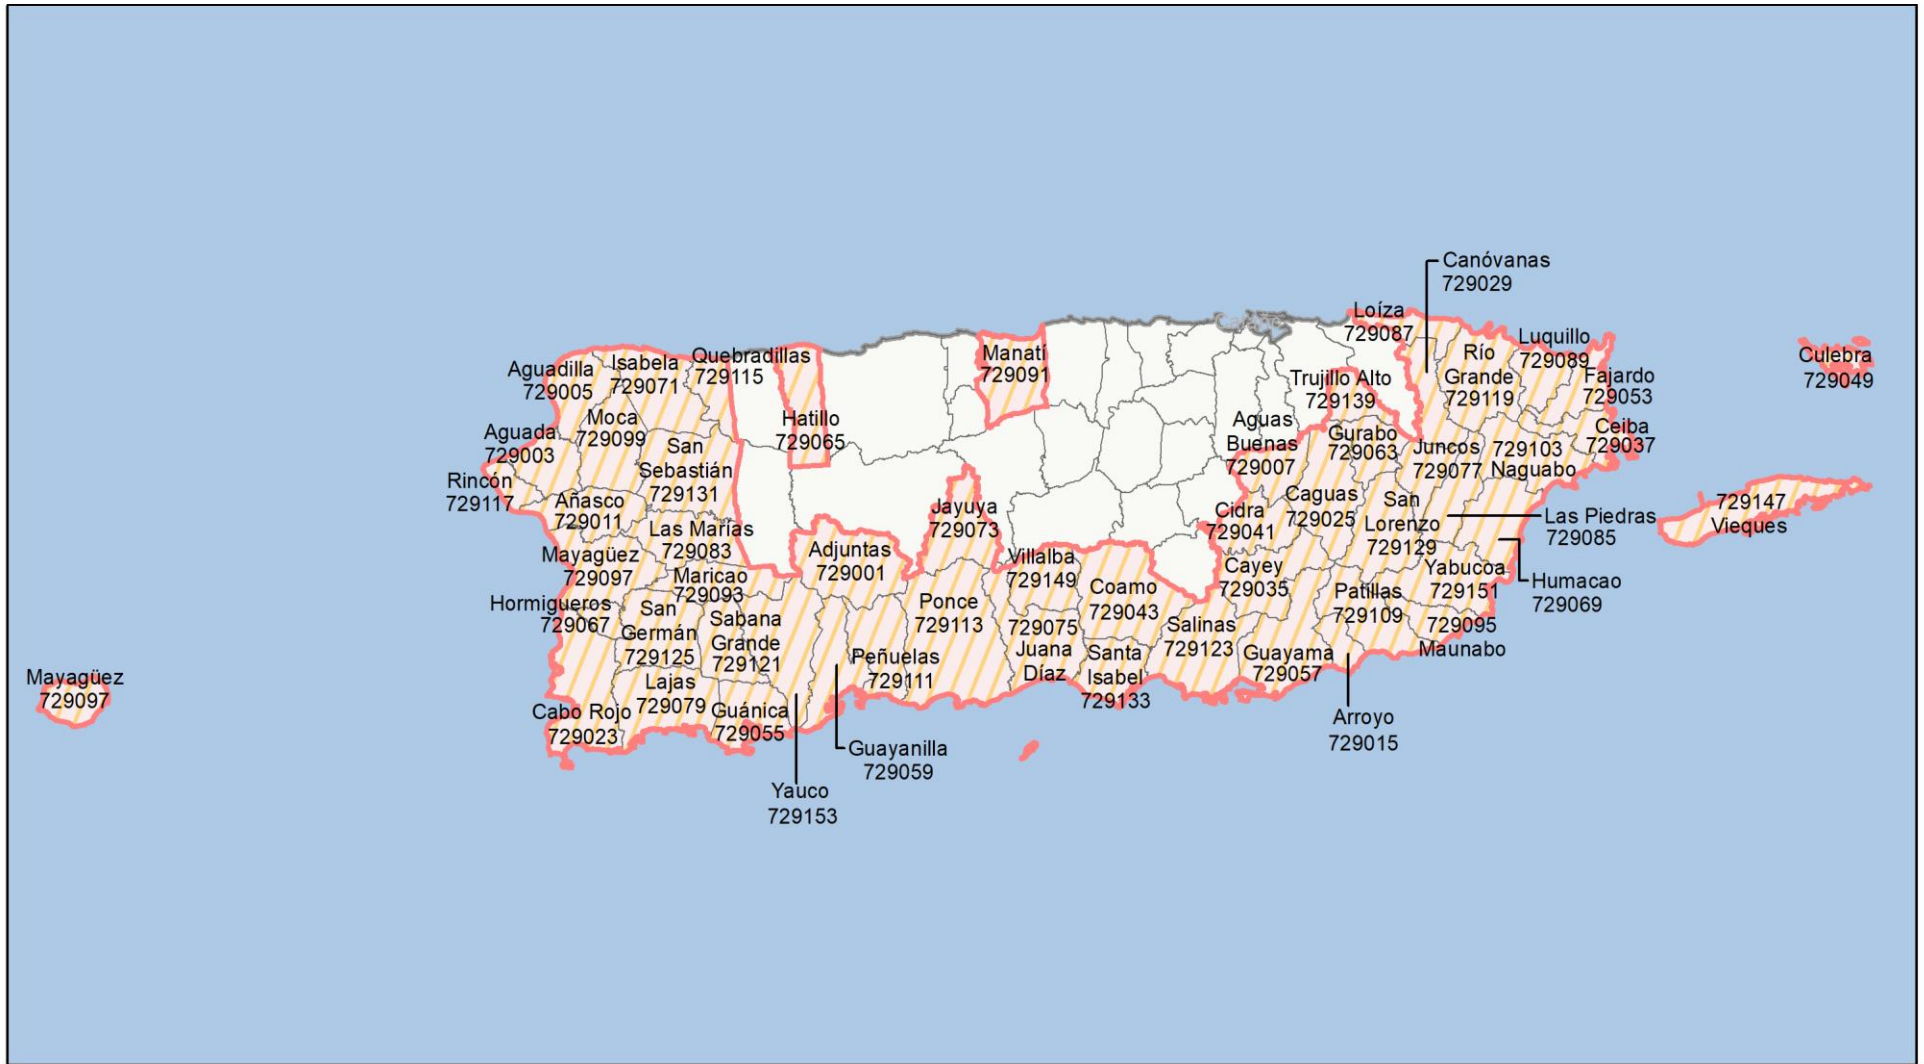 Canóvanas
729029
Loíza
729087
Luquillo
729089
Río
Grande
729119
Culebra
729049
Fajardo
729053
Ceiba
729037
Manatí
729091
Quebradillas
729115
Isabela
729071
Aguadilla
729005
Moca
729099
Hatillo
729065
Trujillo Alto
729139
Aguas
Buenas
729007
Gurabo
729063
Juncos
729077
729103
Naguabo
Aguada
729003
San
Sebastián
729131
Rincón
729117
Añasco
729011
Las Marías
729083
Jayuya
729073
Cidra
729041
Caguas
729025
San
Lorenzo
729129
Las Piedras
729085
729147
Vieques
Mayagüez
729097
Maricao
729093
Adjuntas
729001
Villalba
729149
Coamo
729043
Cayey
729035
Patillas
729109
Yabucoa
729151
Humacao
729069
Hormigueros
729067
San
Germán
729125
Sabana
Grande
729121
Ponce
729113
729075
Juana
Díaz
Salinas
729123
729095
Maunabo
Mayagüez
729097
Lajas
729079
Peñuelas
729111
Santa
Isabel
729133
Guayama
729057
Cabo Rojo
729023
Guánica
729055
Guayanilla
729059
Arroyo
729015
Yauco
729153